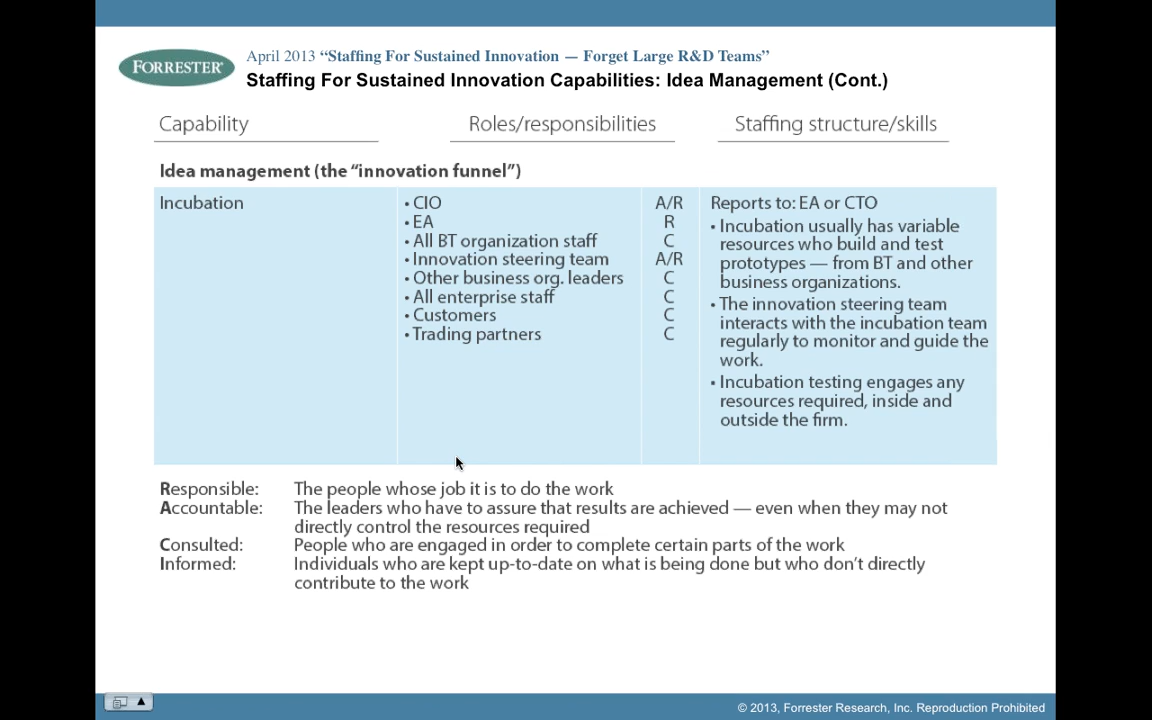 FORRESTER®
April 2013 “Staffing For Sustained Innovation — Forget Large R&D Teams”
Staffing For Sustained Innovation Capabilities: Idea Management (Cont.)
Capability Roles/responsibilities Staffing structure/skills
Idea management (the “innovation funnel”)
Incubation
• CIO A/R
• EA R
• All BT organization staff C
• Innovation steering team A/R
• Other business org. leaders C
• All enterprise staff C
• Customers C
• Trading partners C
Reports to: EA or CTO
• Incubation usually has variable
resources who build and test
prototypes — from BT and other
business organizations.
• The innovation steering team
interacts with the incubation team
regularly to monitor and guide the
work.
• Incubation testing engages any
resources required, inside and
outside the firm.
Responsible: The people whose job it is to do the work
Accountable: The leaders who have to assure that results are achieved — even when they may not
directly control the resources required
Consulted: People who are engaged in order to complete certain parts of the work
Informed: Individuals who are kept up-to-date on what is being done but who don’t directly
contribute to the work
© 2013, Forrester Research, Inc. Reproduction Prohibited